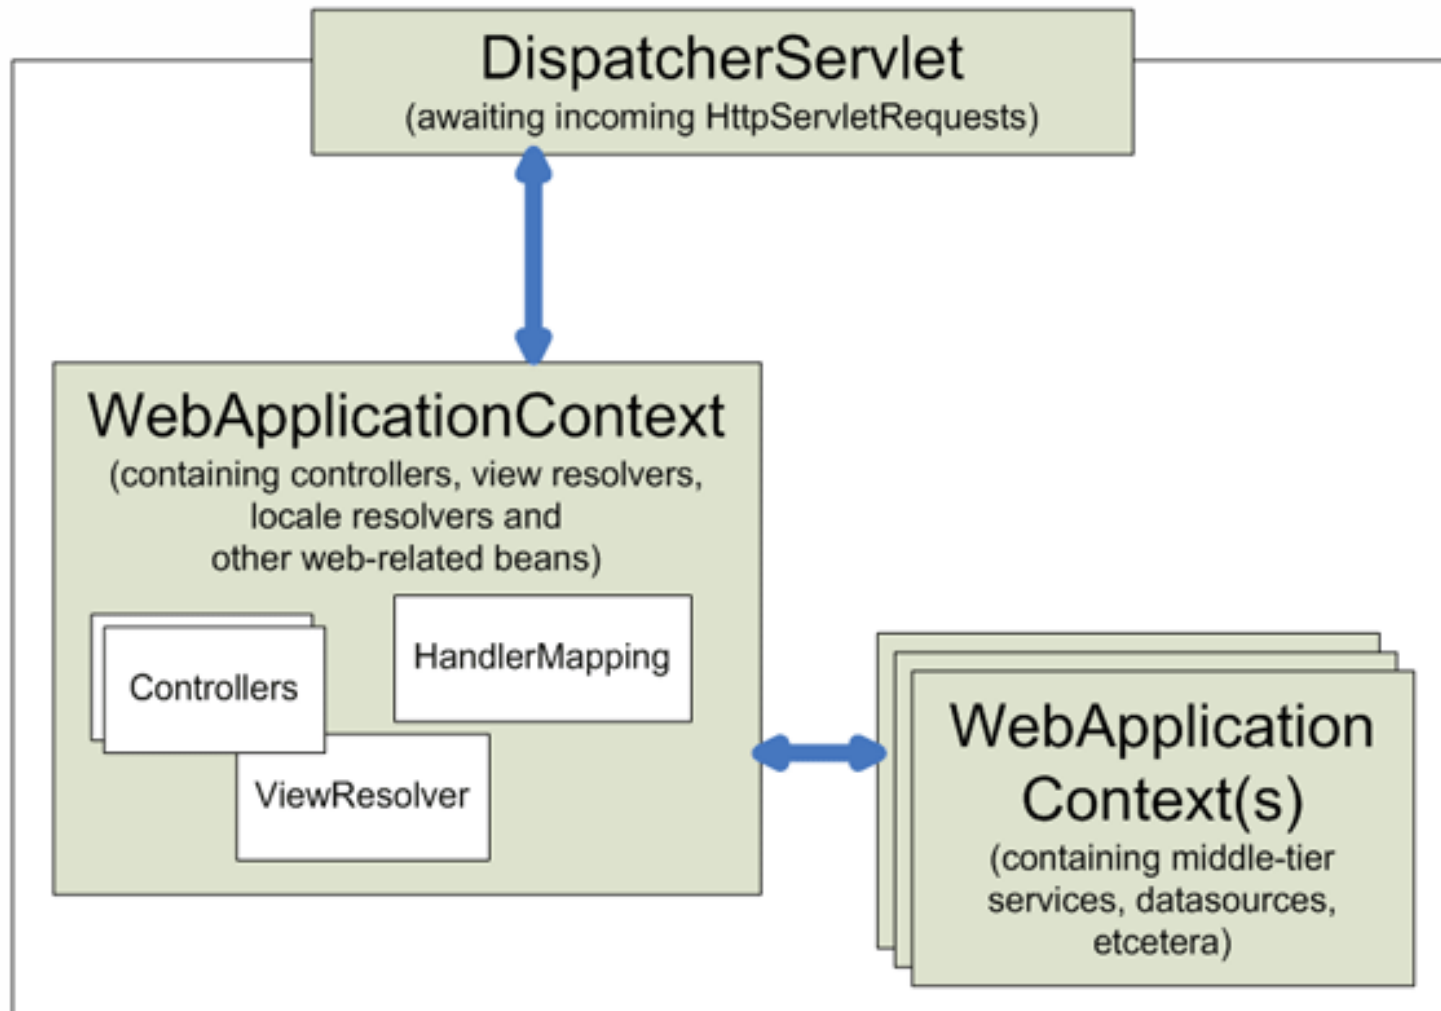 DispatcherServlet
(awaiting incoming HttpServletRequests)
WebApplicationContext
(containing controllers, view resolvers,
locale resolvers and
other web-related beans)
Controllers
HandlerMapping
ViewResolver
WebApplication
Context(s)
(containing middle-tier
services, datasources,
etcetera)